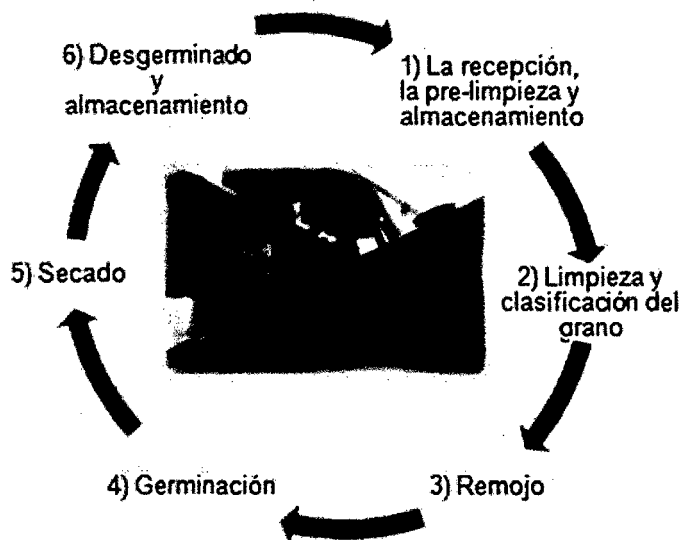 1) La recepción,
la pre-limpieza y
almacenamiento
2) Limpieza y
clasificación del
grano
3) Remojo
4) Germinación
5) Secado
6) Desgerminado
y
almacenamiento